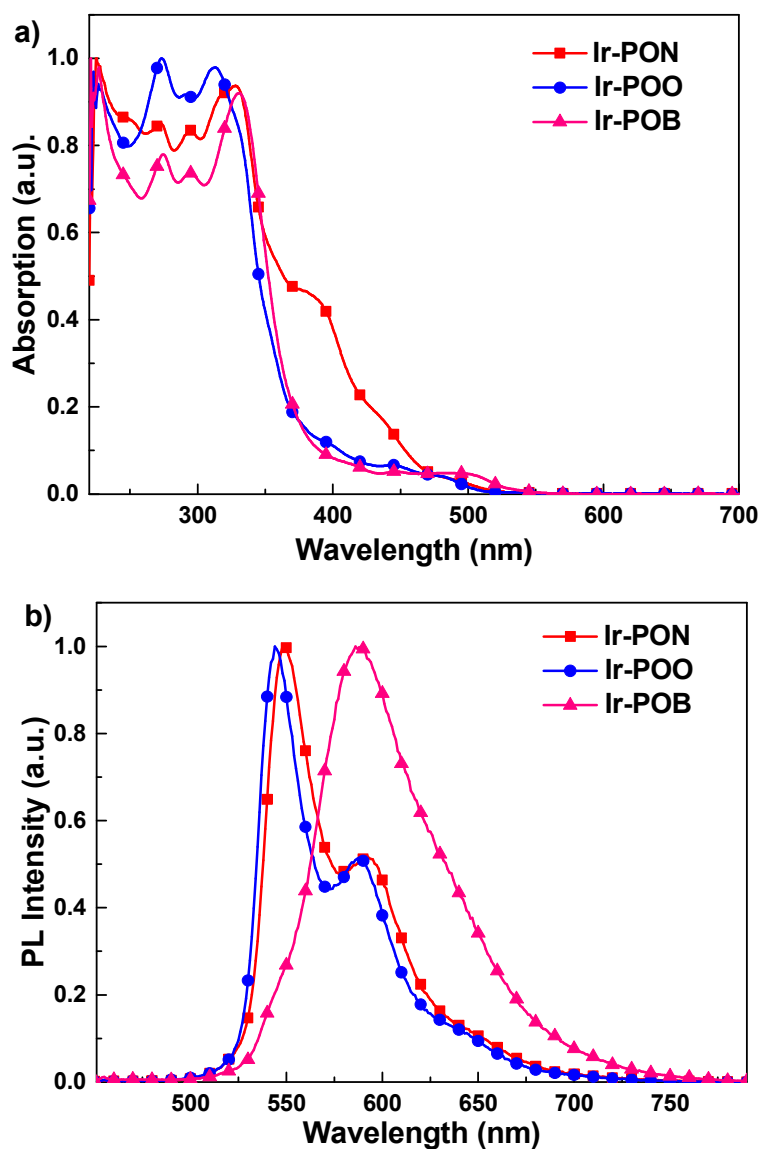 a)
Ir-PON
Ir-POO
Ir-POB
1.0
0.8
0.6
0.4
0.2
0.0
Absorption (a.u).
300 400 500 600 700
Wavelength (nm)
b)
Ir-PON
Ir-POO
Ir-POB
1.0
0.8
0.6
0.4
0.2
0.0
PL Intensity (a.u.)
500 550 600 650 700 750
Wavelength (nm)